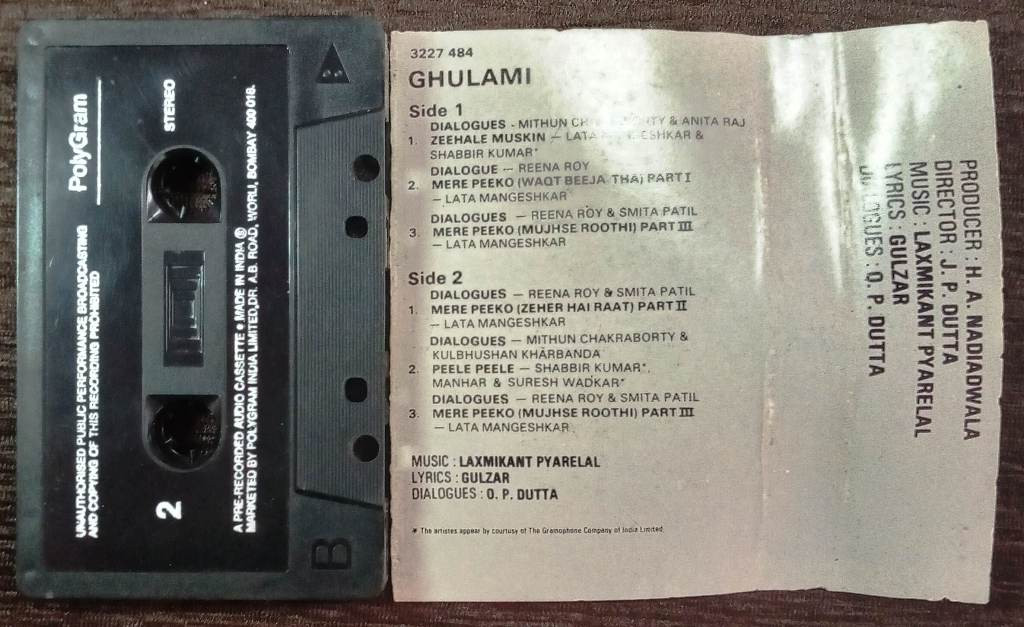 PolyGram
STEREO
UNAUTHORISED PUBLIC PERFORMANCE BROADCASTING
AND COPYING OF THIS RECORDING PROHIBITED
2
A PRE-RECORDED AUDIO CASSETTE ● MADE IN INDIA ℗
MARKETED BY POLYGRAM INDIA LIMITED, DR. A.B. ROAD, WORLI, BOMBAY 400 018.
A
B
3227 484
GHULAMI
Side 1
DIALOGUES - MITHUN & ANITA RAJ
1. ZEEHALE MUSKIN — LATA &
SHABBIR KUMAR*
DIALOGUE — REENA ROY
2. MERE PEEKO (WAQT BEEJA THA) PART I
— LATA MANGESHKAR
DIALOGUES — REENA ROY & SMITA PATIL
3. MERE PEEKO (MUJHSE ROOTHI) PART III
— LATA MANGESHKAR
Side 2
DIALOGUES — REENA ROY & SMITA PATIL
1. MERE PEEKO (ZEHER HAI RAAT) PART II
— LATA MANGESHKAR
DIALOGUES — MITHUN CHAKRABORTY &
KULBHUSHAN KHARBANDA
2. PEELE PEELE — SHABBIR KUMAR*,
MANHAR & SURESH WADKAR*
DIALOGUES — REENA ROY & SMITA PATIL
3. MERE PEEKO (MUJHSE ROOTHI) PART III
— LATA MANGESHKAR
MUSIC : LAXMIKANT PYARELAL
LYRICS : GULZAR
DIALOGUES : O. P. DUTTA
* The artistes appear by courtesy of The Gramophone Company of India Limited.
PRODUCER : H. A. NADIADWALA
DIRECTOR : J. P. DUTTA
MUSIC : LAXMIKANT PYARELAL
LYRICS : GULZAR
DIALOGUES : O. P. DUTTA